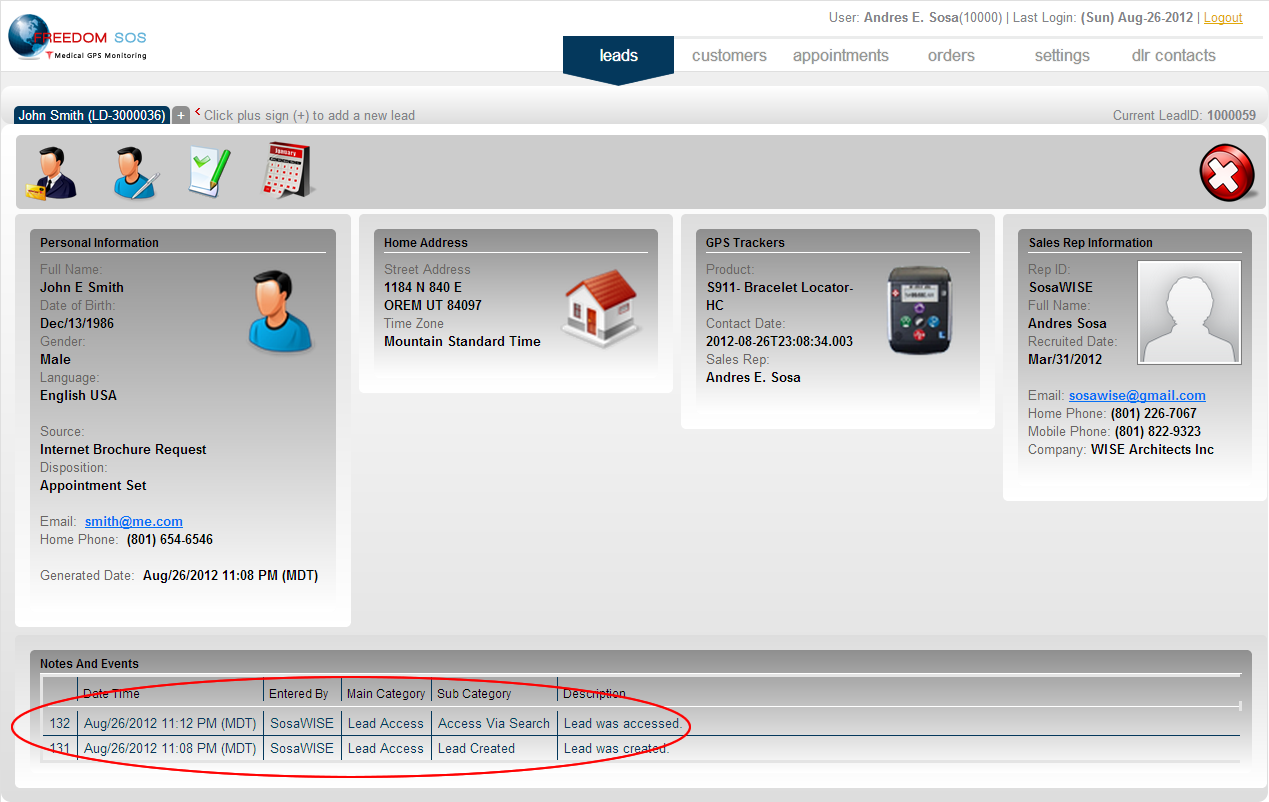 User: Andres E. Sosa(10000) | Last Login: (Sun) Aug-26-2012 | Logout
FREEDOM SOS
Medical GPS Monitoring
leads customers appointments orders settings dlr contacts
John Smith (LD-3000036) + < Click plus sign (+) to add a new lead Current LeadID: 1000059
January
Personal Information
Full Name:
John E Smith
Date of Birth:
Dec/13/1986
Gender:
Male
Language:
English USA
Source:
Internet Brochure Request
Disposition:
Appointment Set
Email: smith@me.com
Home Phone: (801) 654-6546
Generated Date: Aug/26/2012 11:08 PM (MDT)
Home Address
Street Address
1184 N 840 E
OREM UT 84097
Time Zone
Mountain Standard Time
GPS Trackers
Product:
S911- Bracelet Locator-
HC
Contact Date:
2012-08-26T23:08:34.003
Sales Rep:
Andres E. Sosa
Sales Rep Information
Rep ID:
SosaWISE
Full Name:
Andres Sosa
Recruited Date:
Mar/31/2012
Email: sosawise@gmail.com
Home Phone: (801) 226-7067
Mobile Phone: (801) 822-9323
Company: WISE Architects Inc
Notes And Events
Date Time Entered By Main Category Sub Category Description
132 Aug/26/2012 11:12 PM (MDT) SosaWISE Lead Access Access Via Search Lead was accessed.
131 Aug/26/2012 11:08 PM (MDT) SosaWISE Lead Access Lead Created Lead was created.